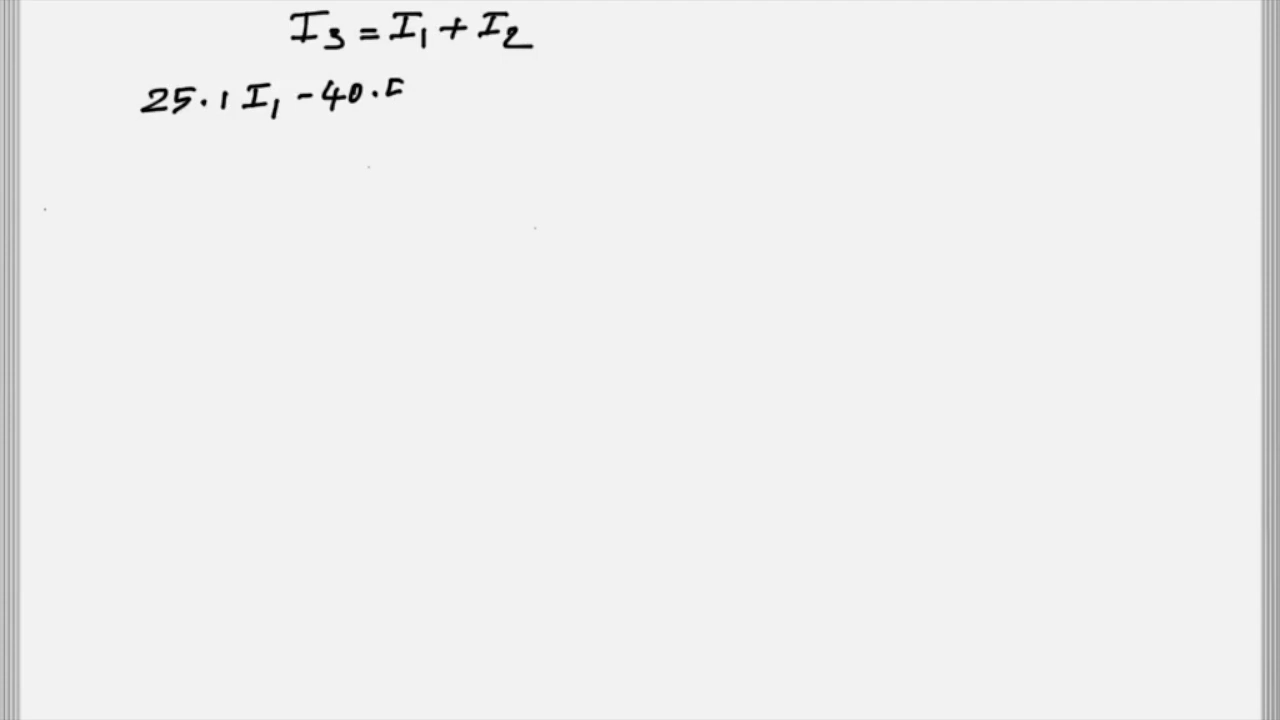 I₃ = I₁ + I₂
25.1 I₁ - 40.